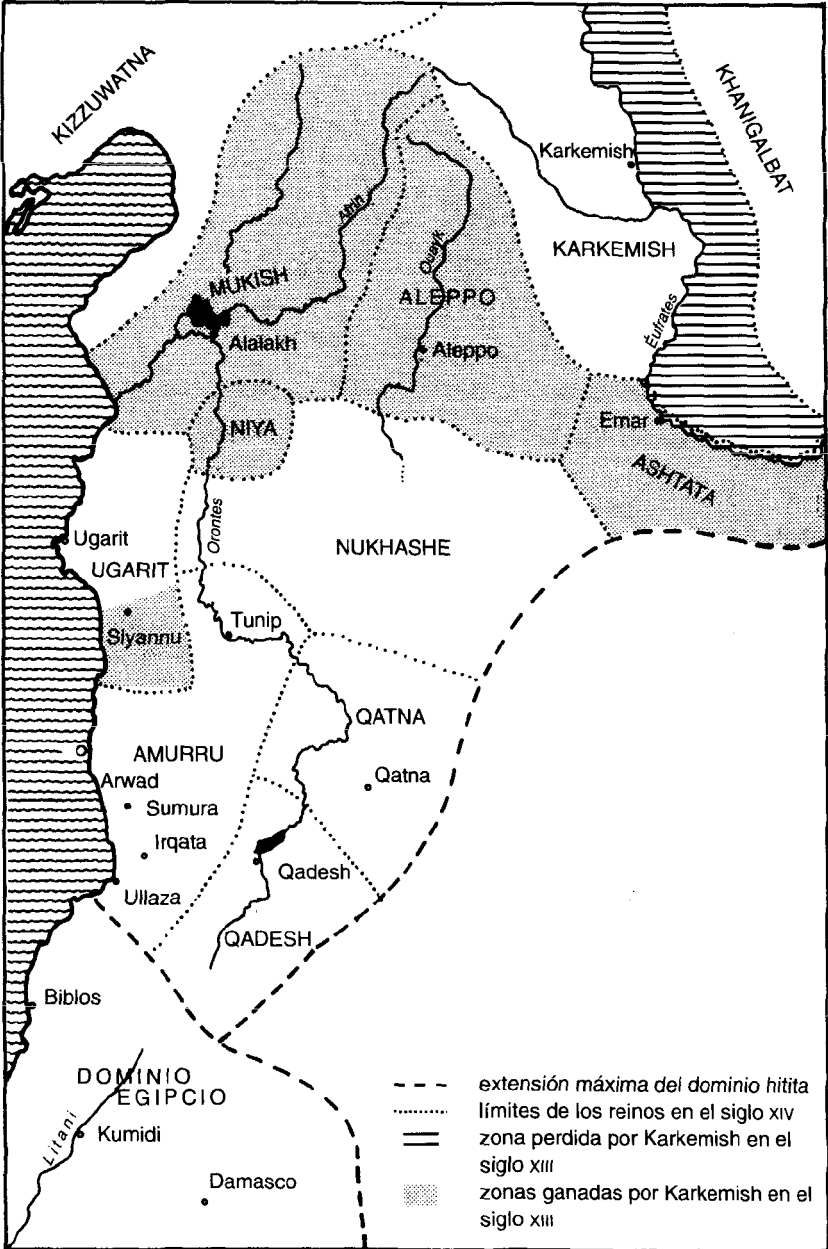 KIZZUWATNA
KHANIGALBAT
Karkemish
Afrin
KARKEMISH
Quayk
MUKISH
ALEPPO
Éufrates
Alalakh
Aleppo
Emar
NIYA
ASHTATA
Orontes
Ugarit
NUKHASHE
UGARIT
Siyannu
Tunip
QATNA
AMURRU
Qatna
Arwad
Sumura
Irqata
Qadesh
Ullaza
QADESH
Biblos
DOMINIO
EGIPCIO
Litani
Kumidi
Damasco
extensión máxima del dominio hitita
límites de los reinos en el siglo XIV
zona perdida por Karkemish en el
siglo XIII
zonas ganadas por Karkemish en el
siglo XIII